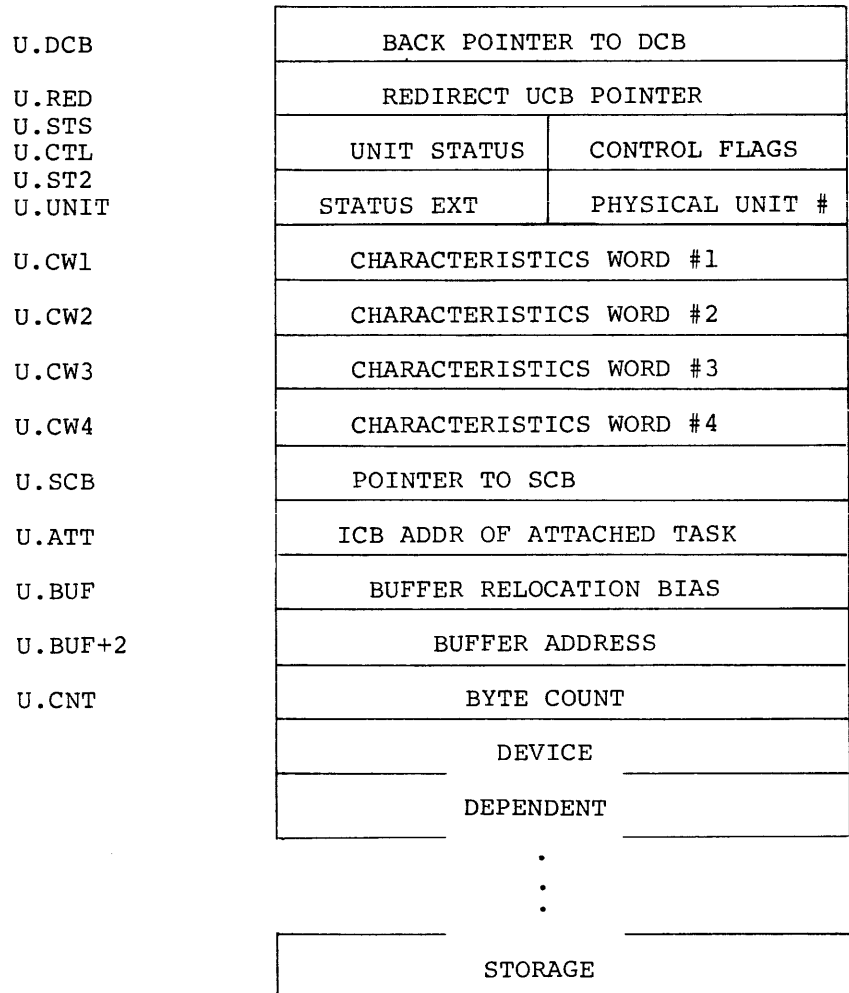 U.DCB BACK POINTER TO DCB
U.RED REDIRECT UCB POINTER
U.STS
U.CTL UNIT STATUS CONTROL FLAGS
U.ST2
U.UNIT STATUS EXT PHYSICAL UNIT #
U.CW1 CHARACTERISTICS WORD #1
U.CW2 CHARACTERISTICS WORD #2
U.CW3 CHARACTERISTICS WORD #3
U.CW4 CHARACTERISTICS WORD #4
U.SCB POINTER TO SCB
U.ATT ICB ADDR OF ATTACHED TASK
U.BUF BUFFER RELOCATION BIAS
U.BUF+2 BUFFER ADDRESS
U.CNT BYTE COUNT
DEVICE
DEPENDENT
.
.
.
STORAGE